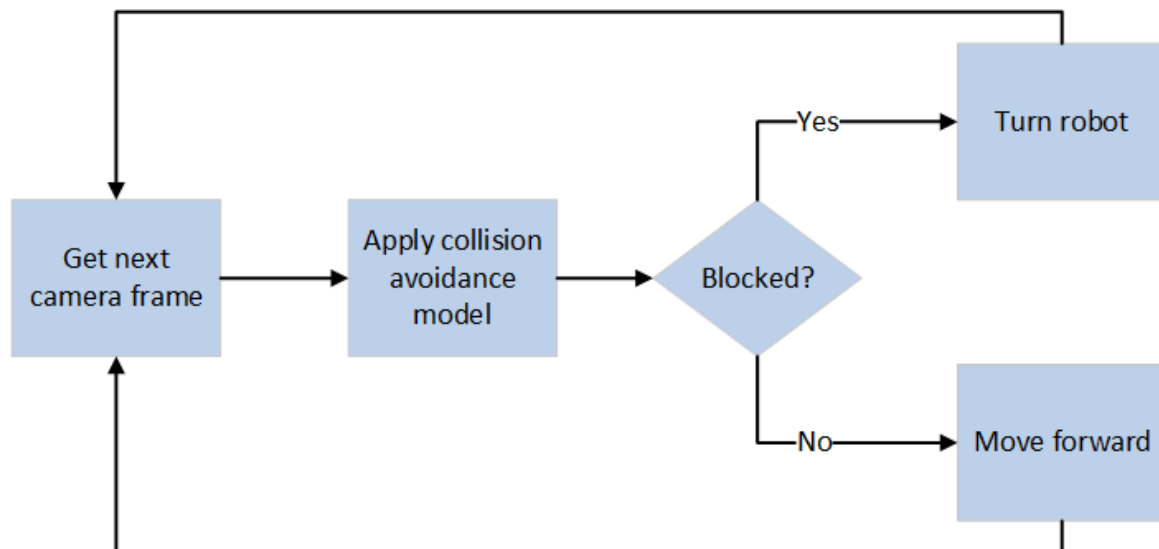 Get next
camera frame
Apply collision
avoidance
model
Blocked?
Yes
Turn robot
No
Move forward